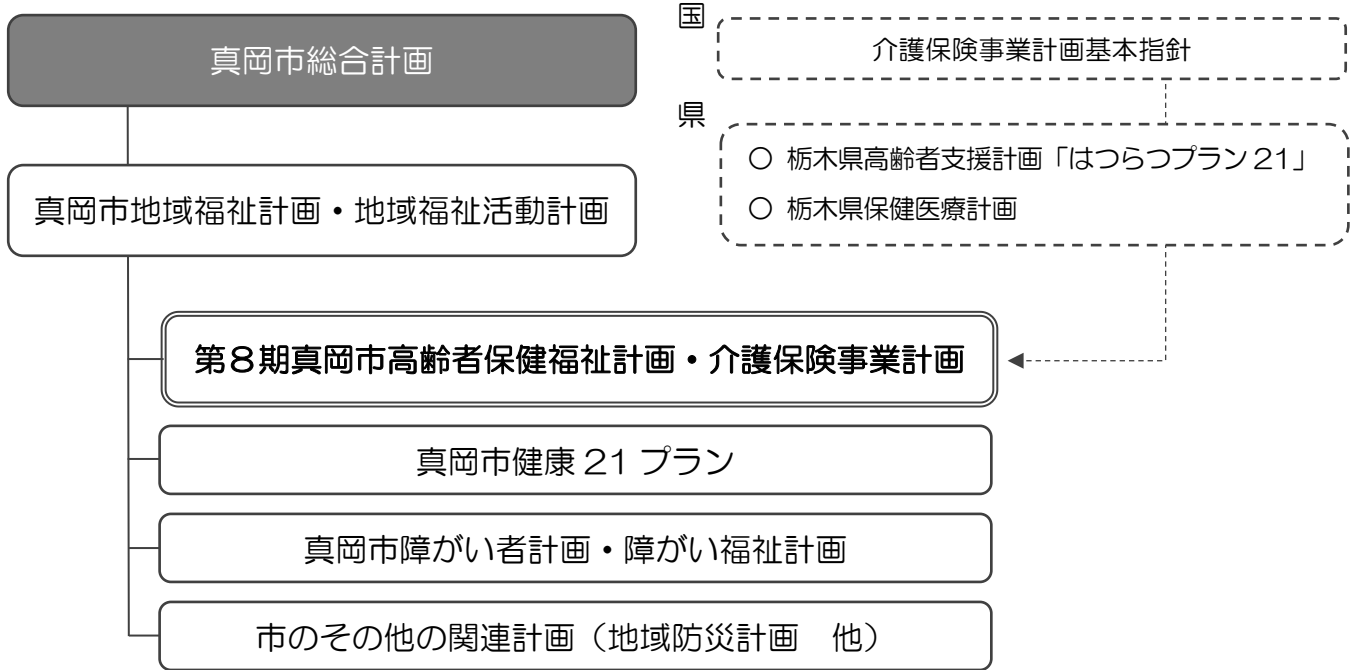 真岡市総合計画
国
介護保険事業計画基本指針
県
○ 栃木県高齢者支援計画「はつらつプラン21」
○ 栃木県保健医療計画
真岡市地域福祉計画・地域福祉活動計画
第8期真岡市高齢者保健福祉計画・介護保険事業計画
真岡市健康21プラン
真岡市障がい者計画・障がい福祉計画
市のその他の関連計画（地域防災計画　他）